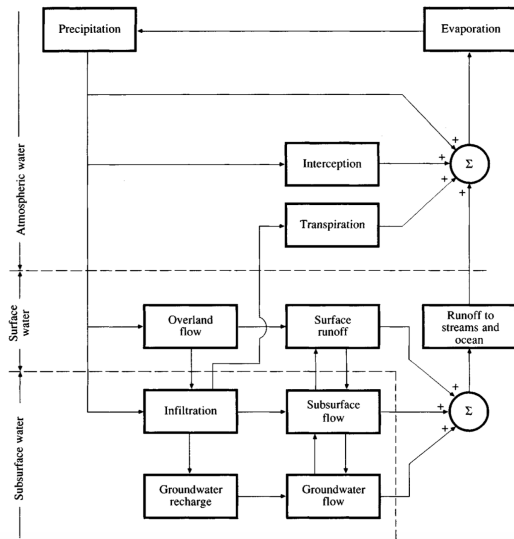 Precipitation
Evaporation
+
+
Interception
Σ
+
+
Transpiration
Atmospheric water
Overland
flow
Surface
runoff
Runoff to
streams and
ocean
Surface
water
+
Infiltration
Subsurface
flow
+
Σ
+
Groundwater
recharge
Groundwater
flow
Subsurface water